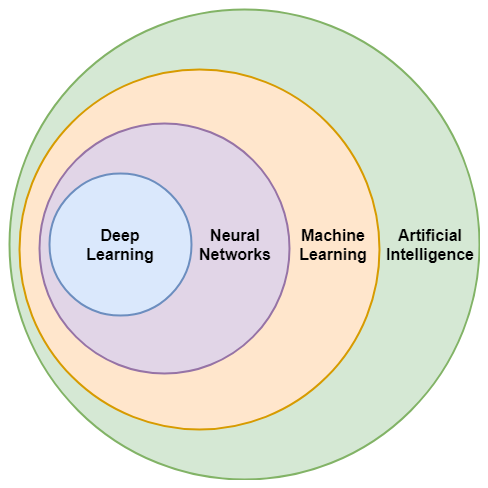 Deep
Learning
Neural
Networks
Machine
Learning
Artificial
Intelligence